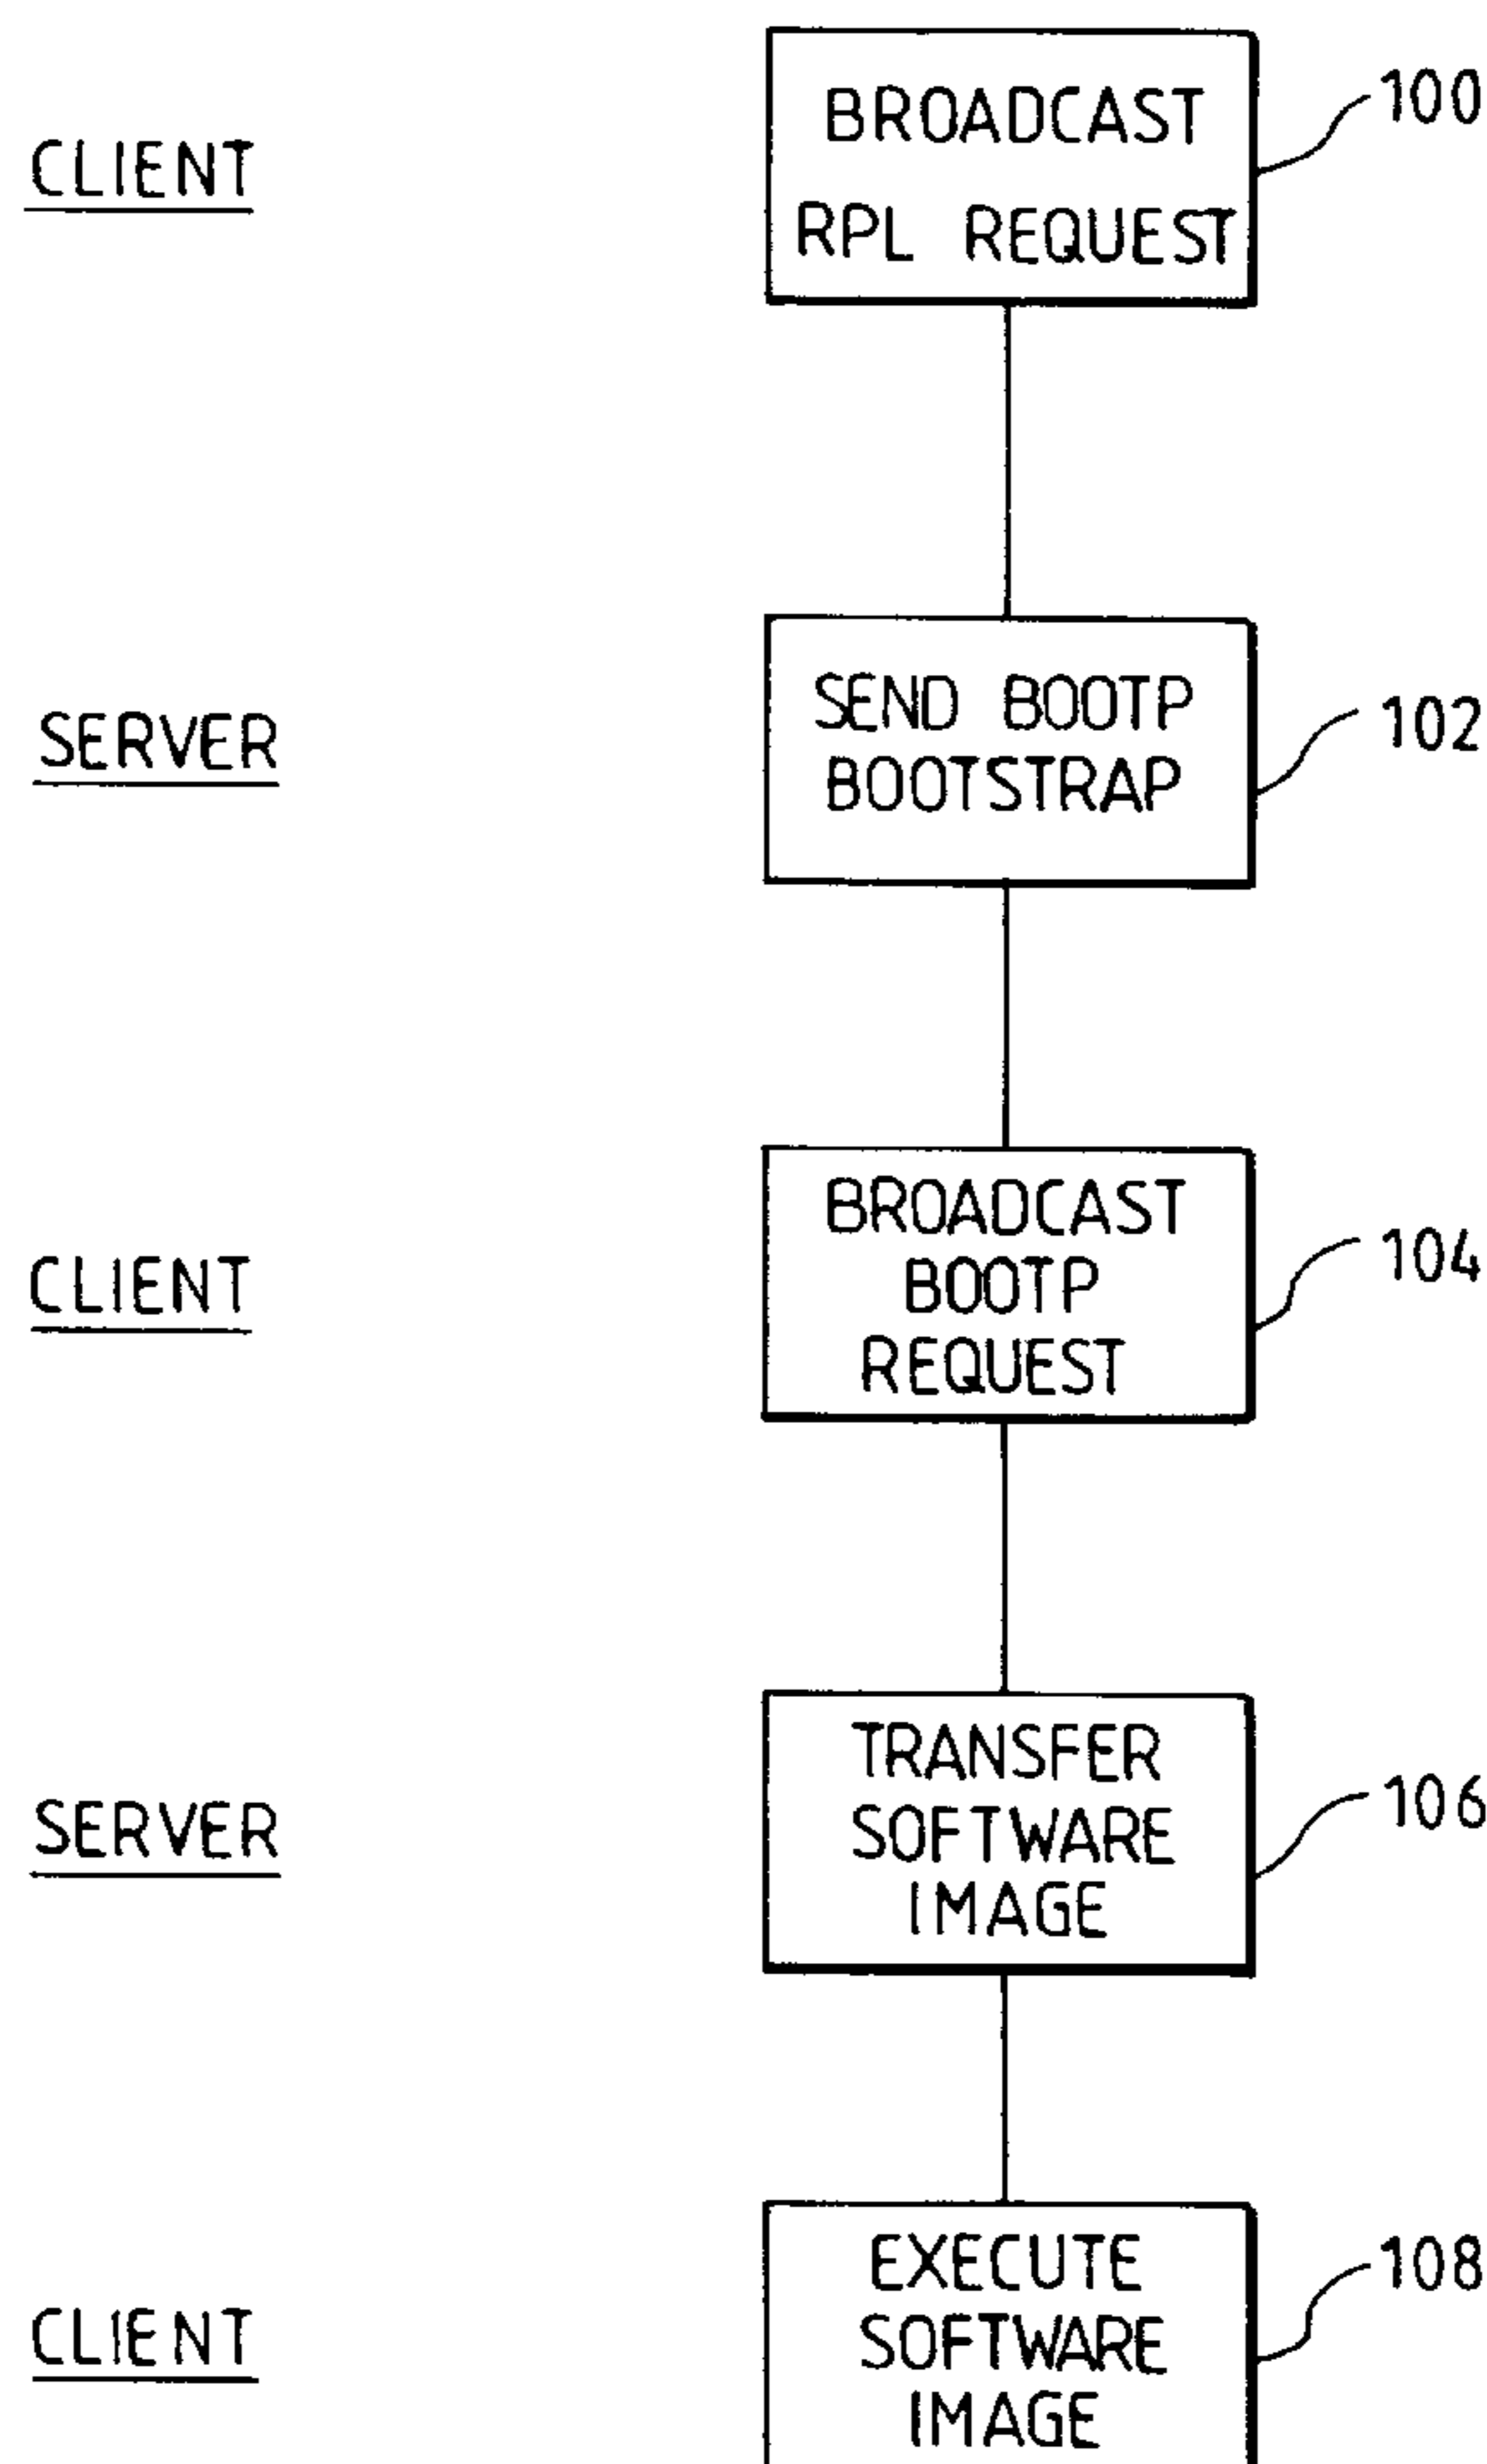 BROADCAST
100
CLIENT
RPL REQUEST
SEND BOOTP
102
SERVER
BOOTSTRAP
BROADCAST
104
CLIENT
BOOTP
REQUEST
TRANSFER
106
SERVER
SOFTWARE
IMAGE
EXECUTE
108
CLIENT
SOFTWARE
IMAGE